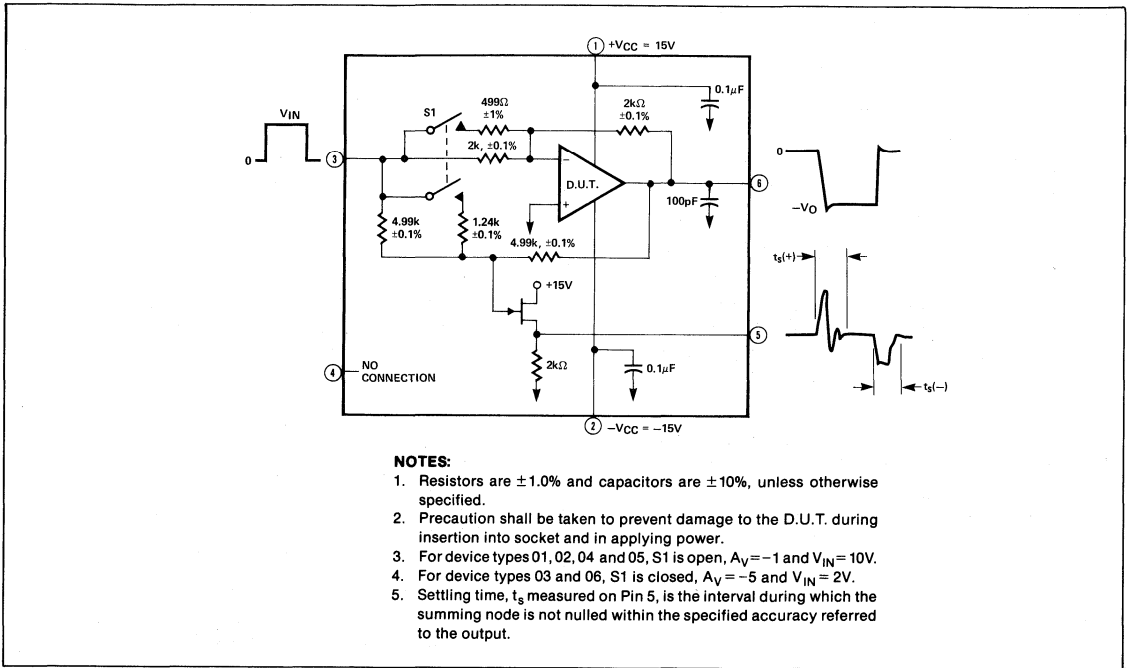 1 +VCC = 15V
0.1µF
499Ω
±1%
S1
2kΩ
±0.1%
VIN
0
3
2k, ±0.1%
−
D.U.T.
+
6
100pF
0
−VO
4.99k
±0.1%
1.24k
±0.1%
4.99k, ±0.1%
ts(+)
+15V
5
2kΩ
0.1µF
4
NO
CONNECTION
ts(−)
2 −VCC = −15V
NOTES:
1. Resistors are ±1.0% and capacitors are ±10%, unless otherwise
specified.
2. Precaution shall be taken to prevent damage to the D.U.T. during
insertion into socket and in applying power.
3. For device types 01, 02, 04 and 05, S1 is open, AV=−1 and VIN=10V.
4. For device types 03 and 06, S1 is closed, AV=−5 and VIN=2V.
5. Settling time, ts measured on Pin 5, is the interval during which the
summing node is not nulled within the specified accuracy referred
to the output.